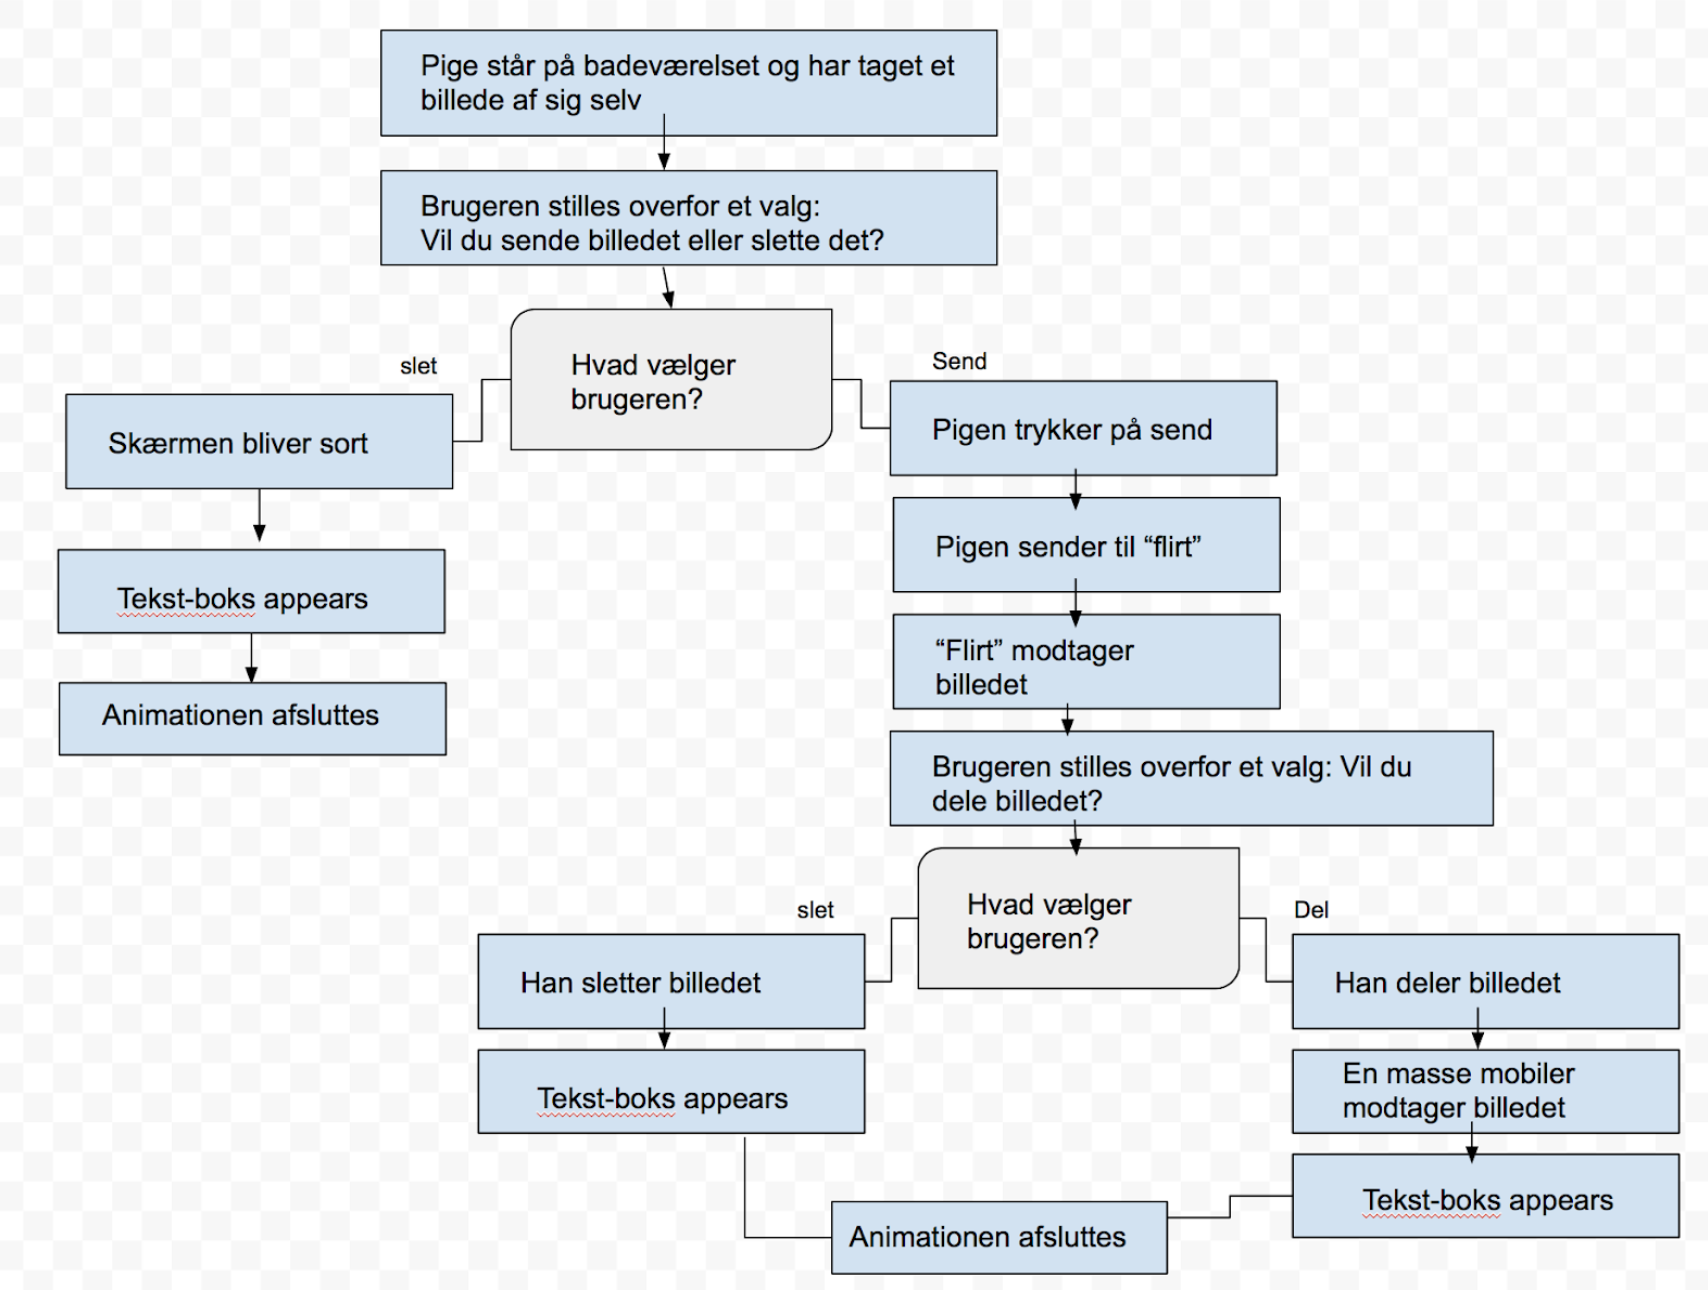 Pige står på badeværelset og har taget et
billede af sig selv
Brugeren stilles overfor et valg:
Vil du sende billedet eller slette det?
Hvad vælger
brugeren?
slet
Send
Skærmen bliver sort
Pigen trykker på send
Tekst-boks appears
Pigen sender til “flirt”
Animationen afsluttes
“Flirt” modtager
billedet
Brugeren stilles overfor et valg: Vil du
dele billedet?
Hvad vælger
brugeren?
slet
Del
Han sletter billedet
Han deler billedet
Tekst-boks appears
En masse mobiler
modtager billedet
Tekst-boks appears
Animationen afsluttes